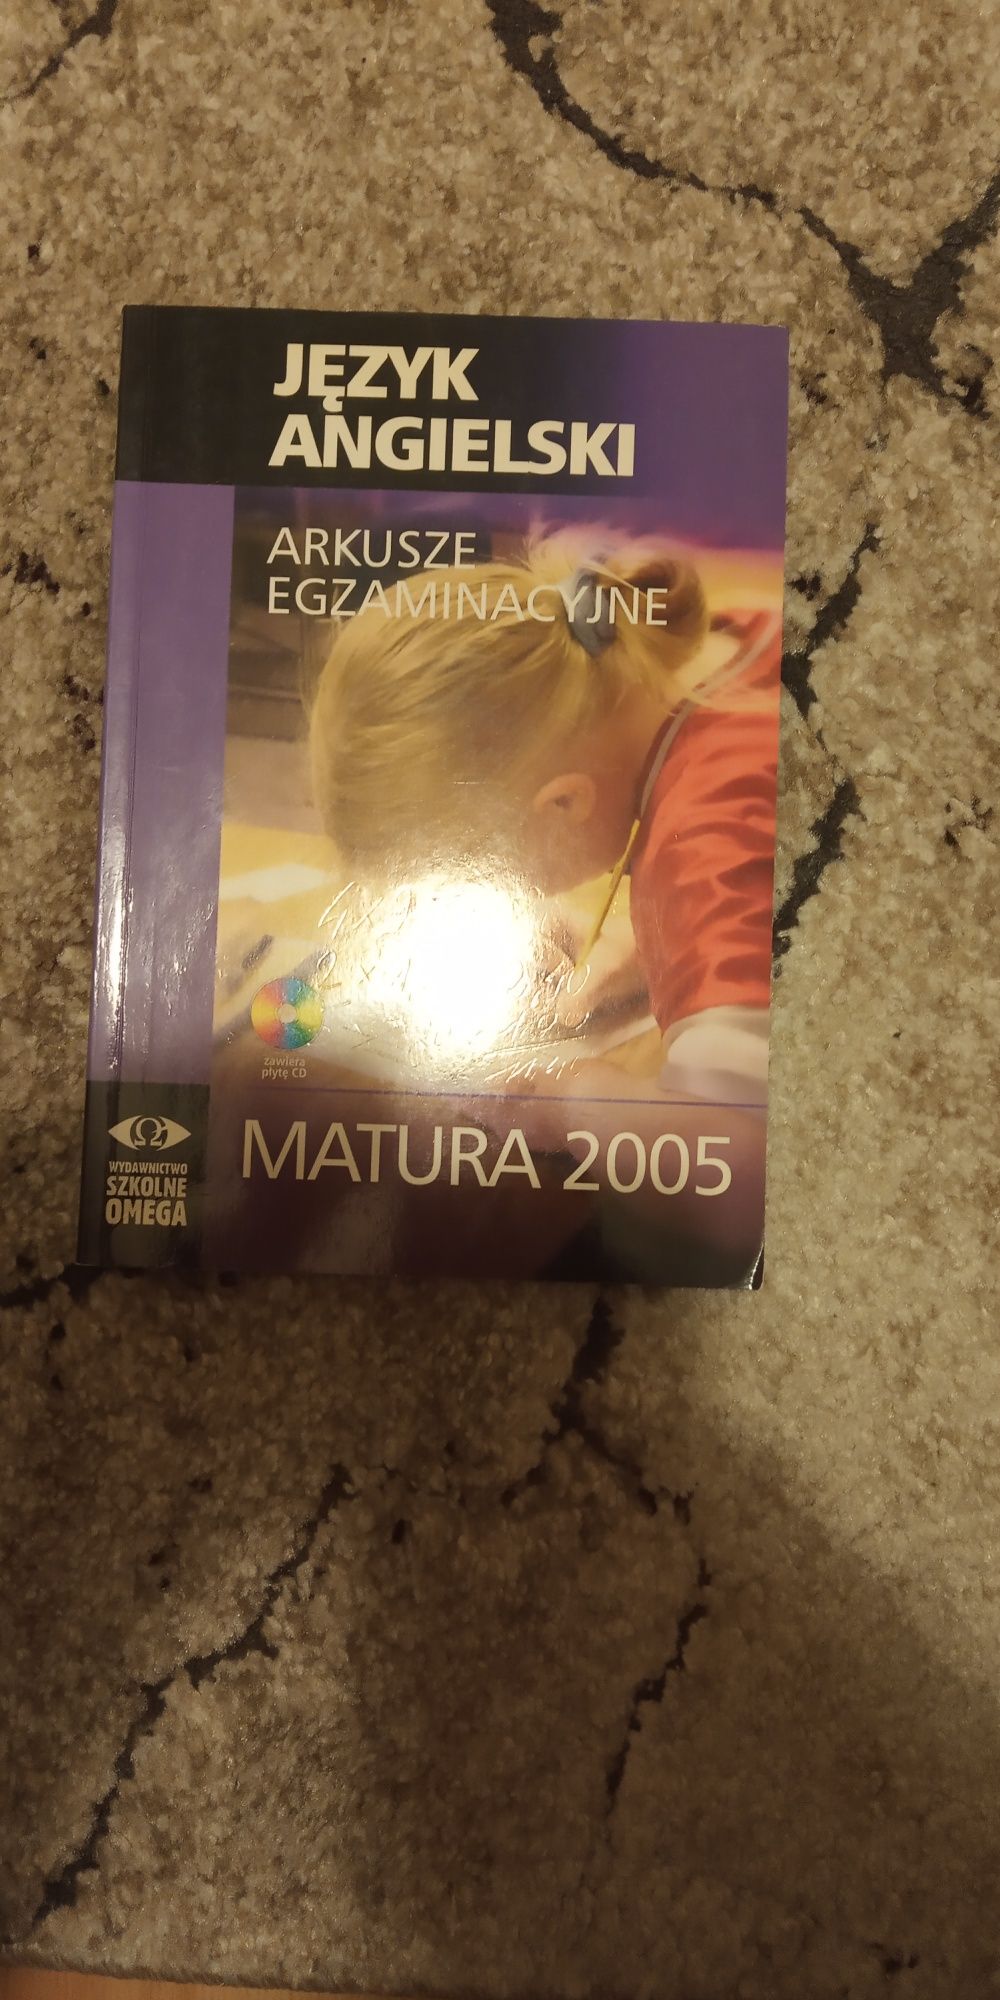 JĘZYK
ANGIELSKI
ARKUSZE
EGZAMINACYJNE
zawiera
płytę CD
MATURA 2005
WYDAWNICTWO
SZKOLNE
OMEGA